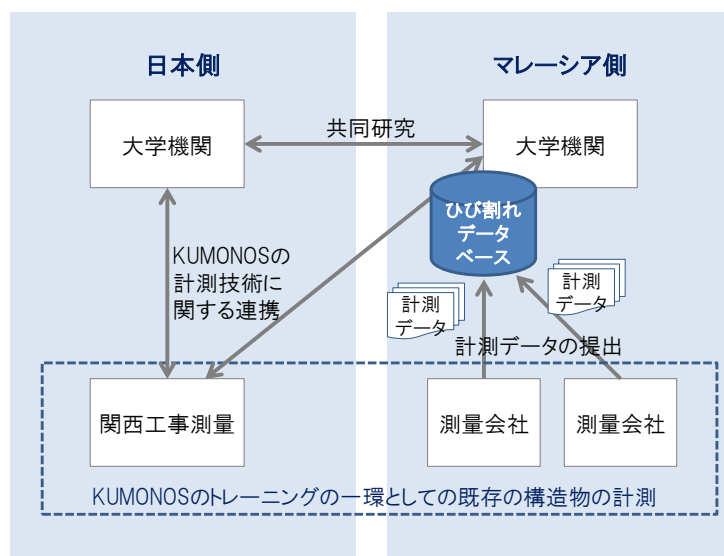 日本側
マレーシア側
大学機関
共同研究
大学機関
ひび割れ
データ
ベース
KUMONOSの
計測技術に
関する連携
計測
データ
計測
データ
計測データの提出
関西工事測量
測量会社
測量会社
KUMONOSのトレーニングの一環としての既存の構造物の計測